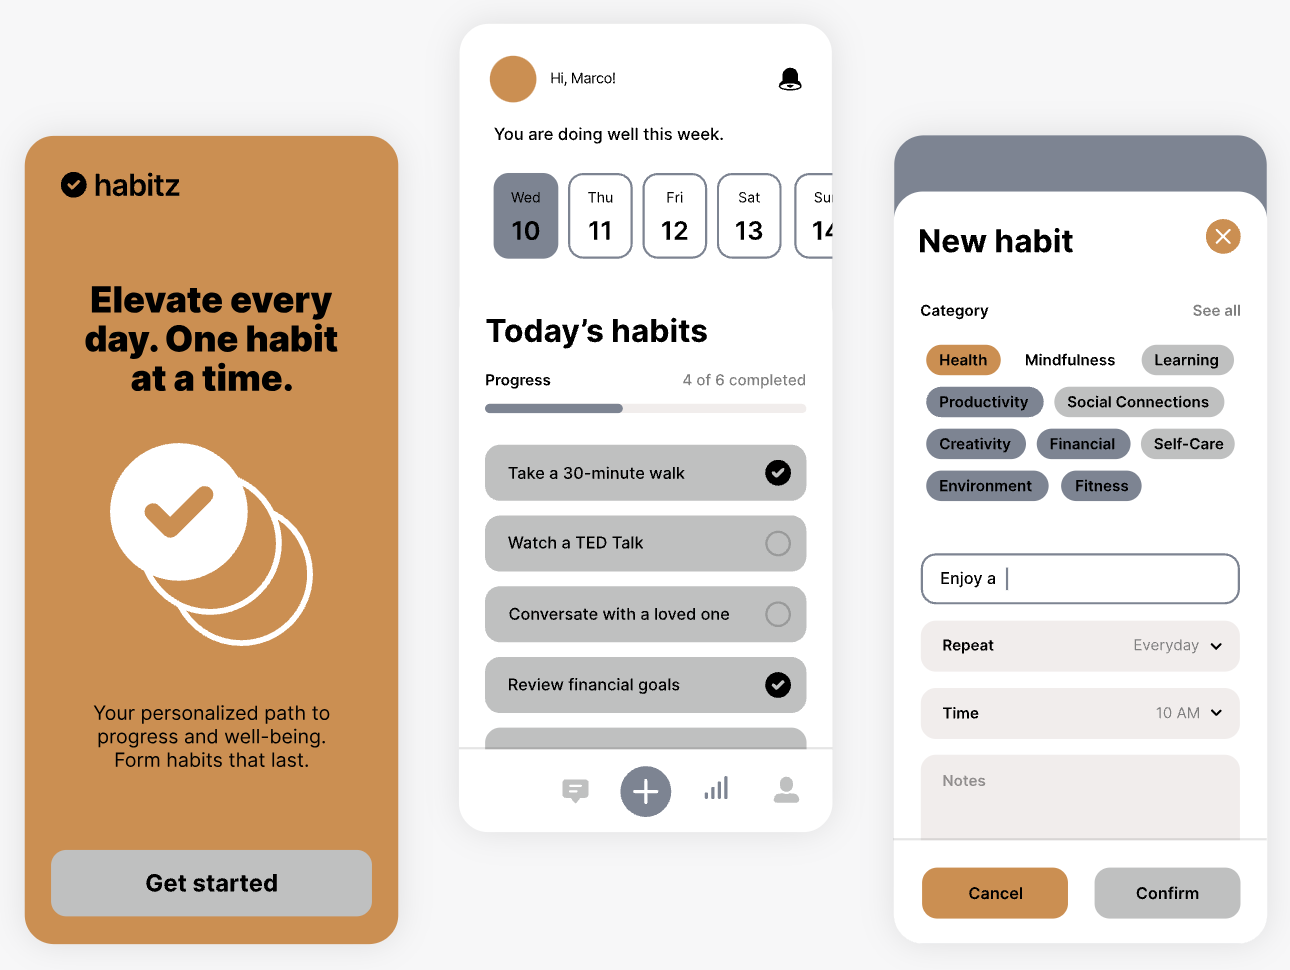 habitz
Elevate every
day. One habit
at a time.
Your personalized path to
progress and well-being.
Form habits that last.
Get started
Hi, Marco!
You are doing well this week.
Wed Thu Fri Sat Sun
10 11 12 13 14
Today’s habits
Progress 4 of 6 completed
Take a 30-minute walk
Watch a TED Talk
Conversate with a loved one
Review financial goals
New habit
Category See all
Health Mindfulness Learning
Productivity Social Connections
Creativity Financial Self-Care
Environment Fitness
Enjoy a
Repeat Everyday
Time 10 AM
Notes
Cancel Confirm